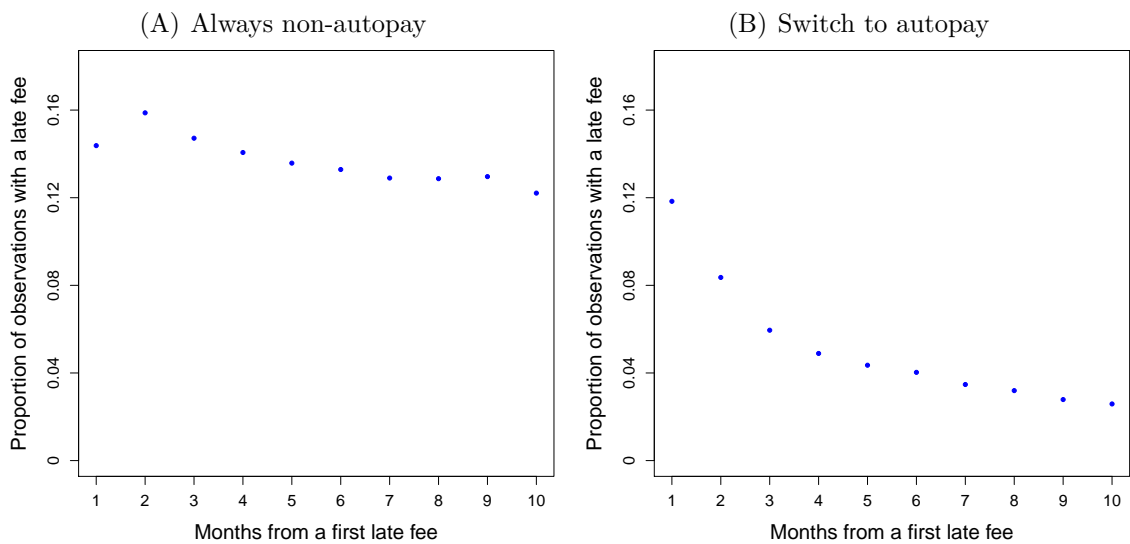 (A) Always non-autopay
Proportion of observations with a late fee
0.16
0.12
0.08
0.04
0
1 2 3 4 5 6 7 8 9 10
Months from a first late fee
(B) Switch to autopay
Proportion of observations with a late fee
0.16
0.12
0.08
0.04
0
1 2 3 4 5 6 7 8 9 10
Months from a first late fee